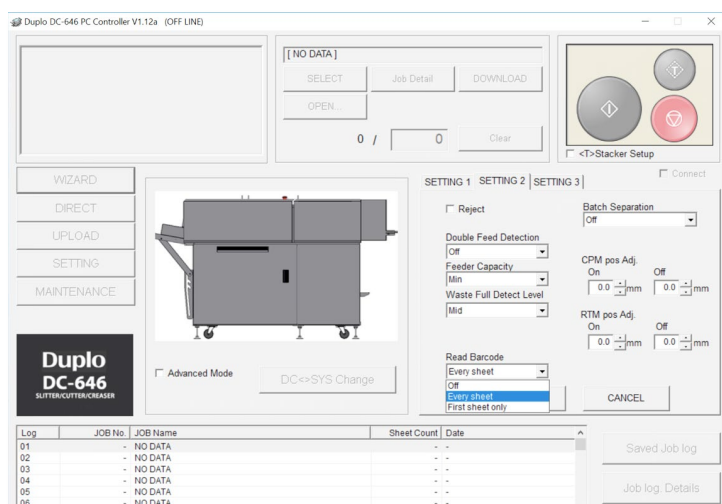 Duplo DC-646 PC Controller V1.12a (OFF LINE)
[ NO DATA ]
SELECT Job Detail DOWNLOAD
OPEN...
0 / 0 Clear
<T>Stacker Setup
Connect
WIZARD
DIRECT
UPLOAD
SETTING
MAINTENANCE
Duplo
DC-646
SLITTER/CUTTER/CREASER
Advanced Mode
DC<>SYS Change
SETTING 1 SETTING 2 SETTING 3
Reject
Double Feed Detection
Off
Feeder Capacity
Min
Waste Full Detect Level
Mid
Read Barcode
Every sheet
Off
Every sheet
First sheet only
Batch Separation
Off
CPM pos Adj.
On Off
0.0 mm 0.0 mm
RTM pos Adj.
On Off
0.0 mm 0.0 mm
CANCEL
Log JOB No. JOB Name Sheet Count Date
01 - NO DATA - -
02 - NO DATA - -
03 - NO DATA - -
04 - NO DATA - -
05 - NO DATA - -
06 - NO DATA - -
Saved Job log
Job log. Details